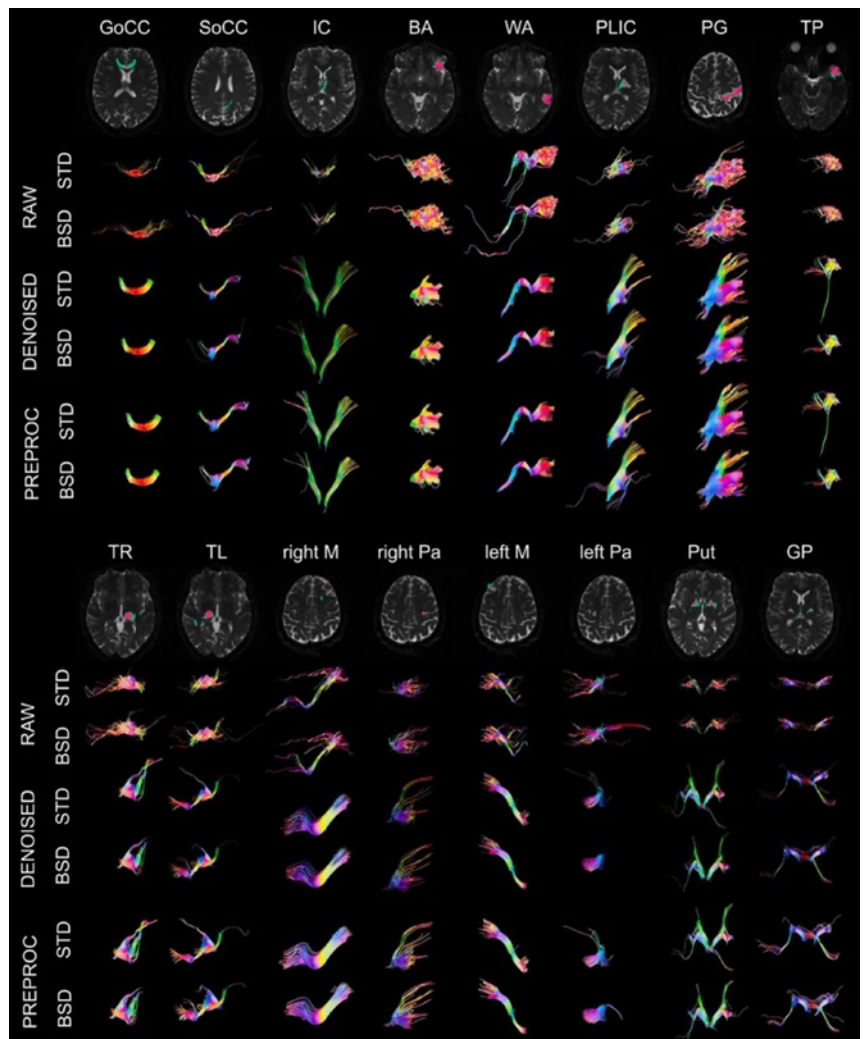 GoCC SoCC IC BA WA PLIC PG TP
RAW
STD
BSD
DENOISED
STD
BSD
PREPROC
STD
BSD
TR TL right M right Pa left M left Pa Put GP
RAW
STD
BSD
DENOISED
STD
BSD
PREPROC
STD
BSD